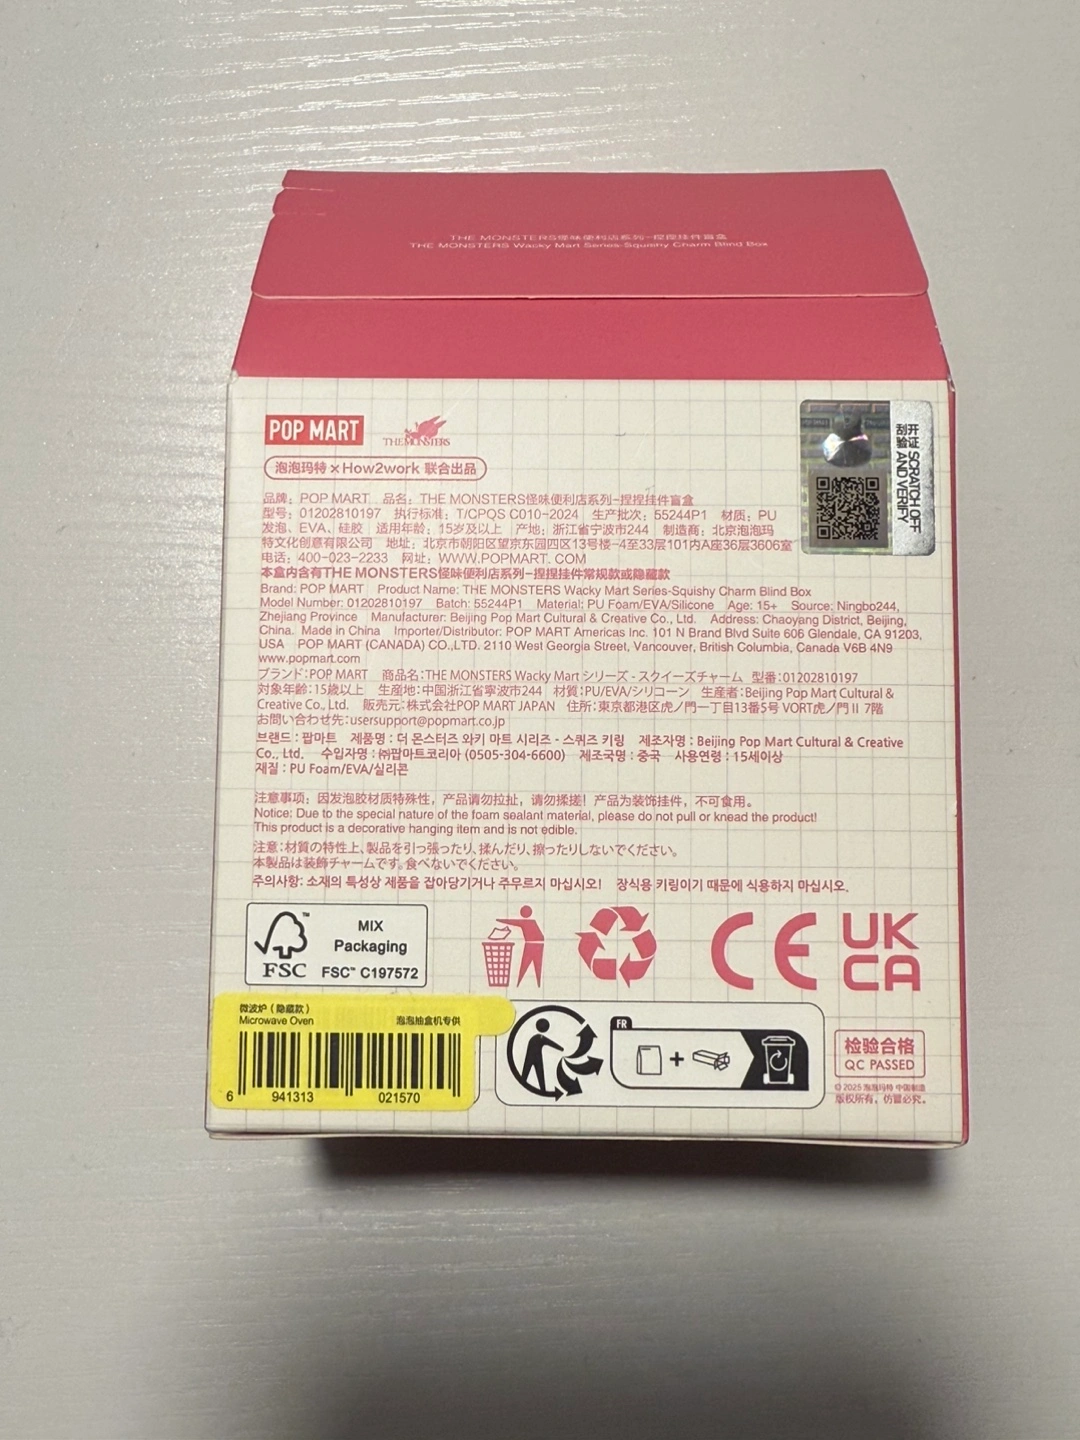 THE MONSTERS怪味便利店系列-捏捏挂件盲盒
THE MONSTERS Wacky Mart Series-Squishy Charm Blind Box
POP MART
THE MONSTERS
泡泡玛特 × How2work 联合出品
刮开验证 SCRATCH OFF AND VERIFY
品牌：POP MART 品名：THE MONSTERS怪味便利店系列-捏捏挂件盲盒
型号：01202810197 执行标准：T/CPQS C010-2024 生产批次：55244P1 材质：PU
发泡、EVA、硅胶 适用年龄：15岁及以上 产地：浙江省宁波市244 制造商：北京泡泡玛
特文化创意有限公司 地址：北京市朝阳区望京东园四区13号楼-4至33层101内A座36层3606室
电话：400-023-2233 网址：WWW.POPMART.COM
本盒内含有THE MONSTERS怪味便利店系列-捏捏挂件常规款或隐藏款
Brand: POP MART Product Name: THE MONSTERS Wacky Mart Series-Squishy Charm Blind Box
Model Number: 01202810197 Batch: 55244P1 Material: PU Foam/EVA/Silicone Age: 15+ Source: Ningbo244,
Zhejiang Province Manufacturer: Beijing Pop Mart Cultural & Creative Co., Ltd. Address: Chaoyang District, Beijing,
China. Made in China Importer/Distributor: POP MART Americas Inc. 101 N Brand Blvd Suite 606 Glendale, CA 91203,
USA POP MART (CANADA) CO.,LTD. 2110 West Georgia Street, Vancouver, British Columbia, Canada V6B 4N9
www.popmart.com
ブランド：POP MART 商品名：THE MONSTERS Wacky Mart シリーズ - スクイーズチャーム 型番：01202810197
対象年齢：15歳以上 生産地：中国浙江省寧波市244 材質：PU/EVA/シリコーン 生産者：Beijing Pop Mart Cultural &
Creative Co., Ltd. 販売元：株式会社POP MART JAPAN 住所：東京都港区虎ノ門一丁目13番5号 VORT虎ノ門Ⅱ 7階
お問い合わせ先：usersupport@popmart.co.jp
브랜드 : 팝마트 제품명 : 더 몬스터즈 와키 마트 시리즈 - 스퀴즈 키링 제조자명 : Beijing Pop Mart Cultural & Creative
Co., Ltd. 수입자명 : ㈜팝마트코리아 (0505-304-6600) 제조국명 : 중국 사용연령 : 15세이상
재질 : PU Foam/EVA/실리콘
注意事项：因发泡胶材质特殊性，产品请勿拉扯，请勿揉搓！产品为装饰挂件，不可食用。
Notice: Due to the special nature of the foam sealant material, please do not pull or knead the product!
This product is a decorative hanging item and is not edible.
注意：材質の特性上、製品を引っ張ったり、揉んだり、擦ったりしないでください。
本製品は装飾チャームです。食べないでください。
주의사항: 소재의 특성상 제품을 잡아당기거나 주무르지 마십시오! 장식용 키링이기 때문에 식용하지 마십시오.
FSC™
MIX
Packaging
FSC™ C197572
CE
UK
CA
微波炉（隐藏款）
Microwave Oven 泡泡抽盒机专供
6 941313 021570
FR
+
检验合格
QC PASSED
© 2025 泡泡玛特 中国制造
版权所有，仿冒必究。